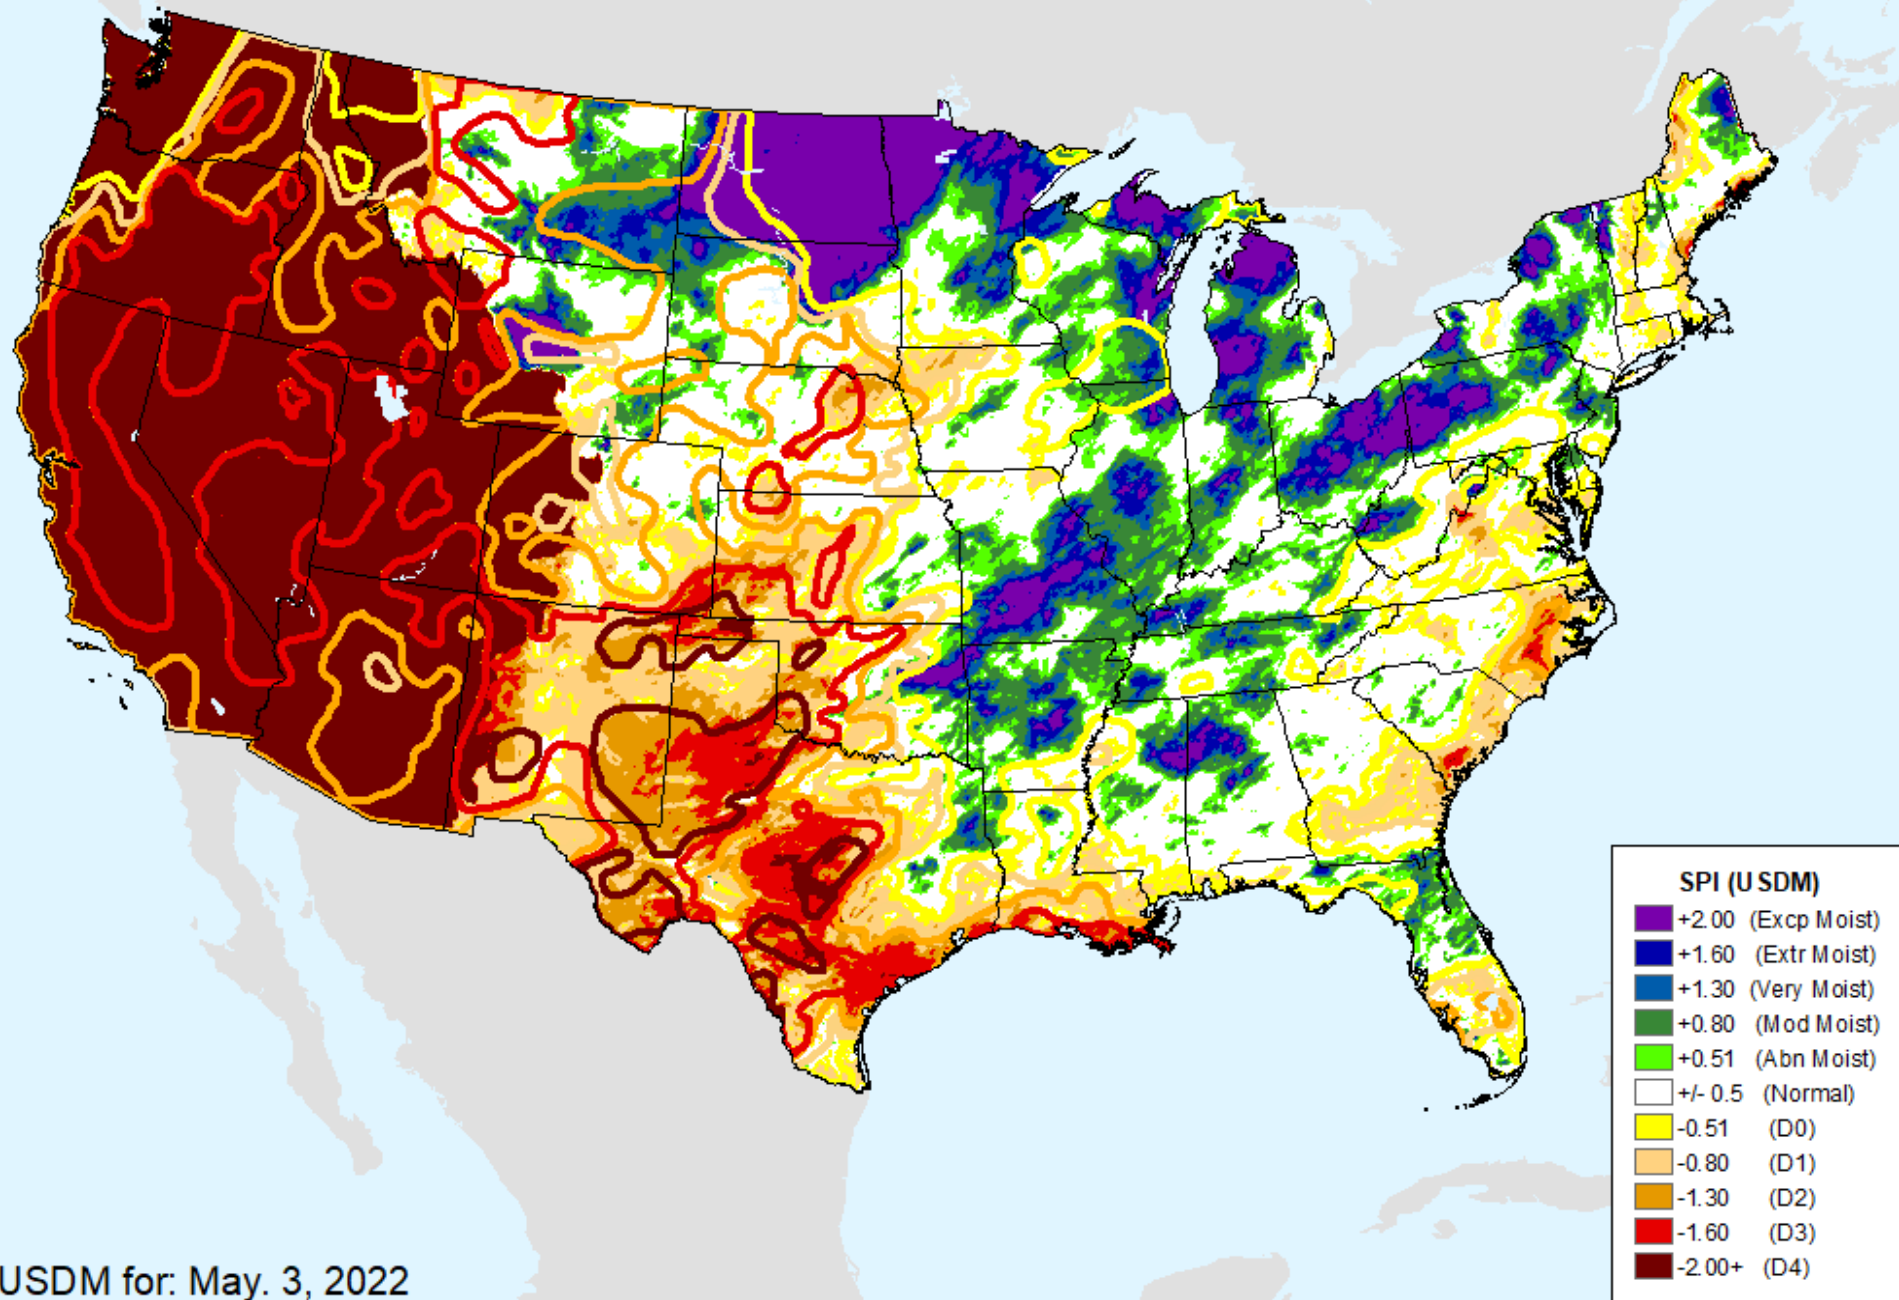 SPI (USDM)
+2.00 (Excp Moist)
+1.60 (Extr Moist)
+1.30 (Very Moist)
+0.80 (Mod Moist)
+0.51 (Abn Moist)
+/- 0.5 (Normal)
-0.51 (D0)
-0.80 (D1)
-1.30 (D2)
-1.60 (D3)
-2.00+ (D4)
USDM for: May. 3, 2022